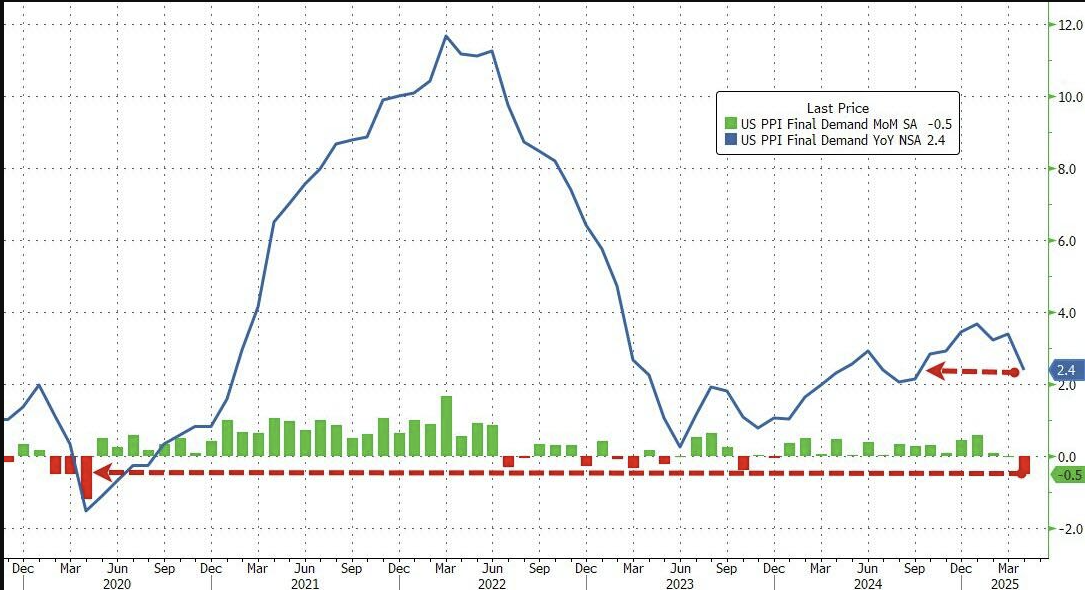 12.0
Last Price
US PPI Final Demand MoM SA -0.5
US PPI Final Demand YoY NSA 2.4
10.0
8.0
6.0
4.0
2.4
2.0
0.0
-0.5
-2.0
Dec Mar Jun Sep Dec Mar Jun Sep Dec Mar Jun Sep Dec Mar Jun Sep Dec Mar Jun Sep Dec Mar
2020 2021 2022 2023 2024 2025